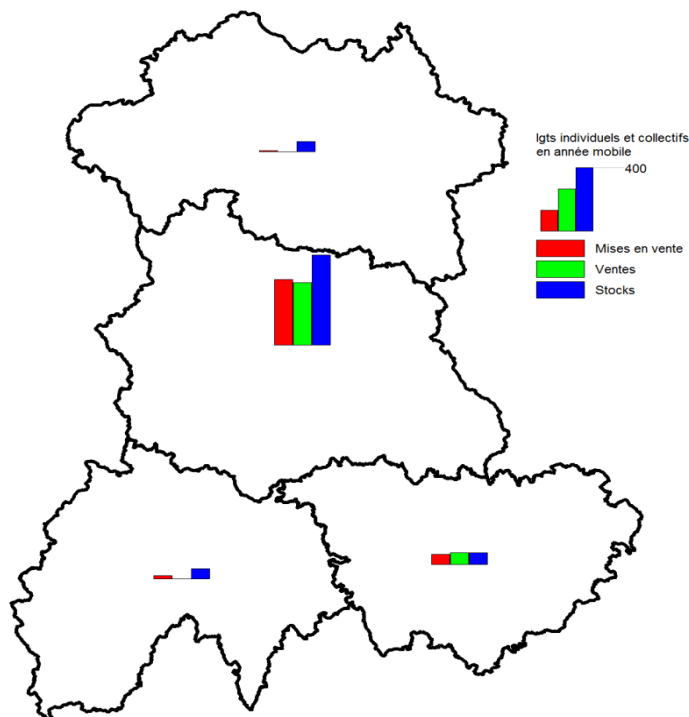 lgts individuels et collectifs
en année mobile
400
Mises en vente
Ventes
Stocks